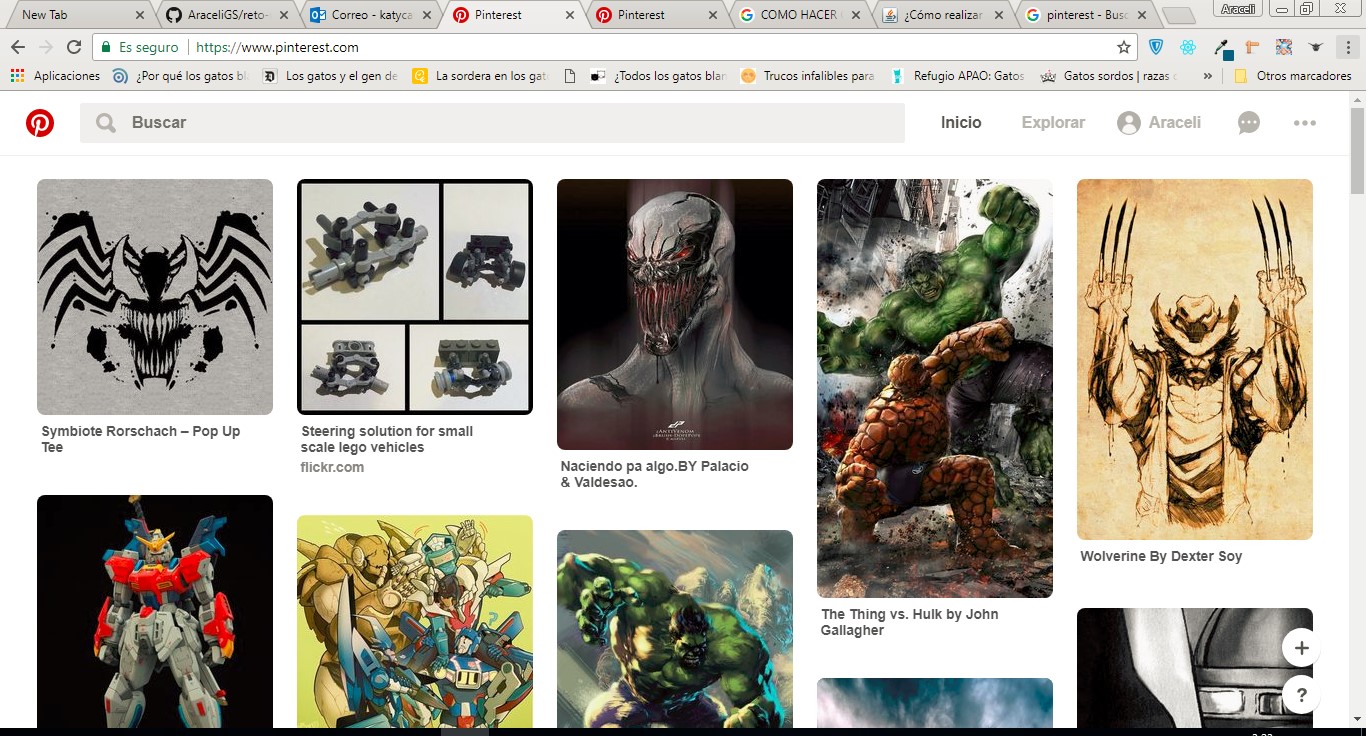 New Tab
AraceliGS/reto-
Correo - katyca
Pinterest
Pinterest
COMO HACER
¿Cómo realizar
pinterest - Bus
Araceli
Es seguro
https://www.pinterest.com
Aplicaciones
¿Por qué los gatos bl
Los gatos y el gen de
La sordera en los gat
¿Todos los gatos blan
Trucos infalibles para
Refugio APAO: Gatos
Gatos sordos | razas
»
Otros marcadores
Buscar
Inicio
Explorar
Araceli
Symbiote Rorschach – Pop Up
Tee
Steering solution for small
scale lego vehicles
flickr.com
Naciendo pa algo.BY Palacio
& Valdesao.
The Thing vs. Hulk by John
Gallagher
Wolverine By Dexter Soy
+
?